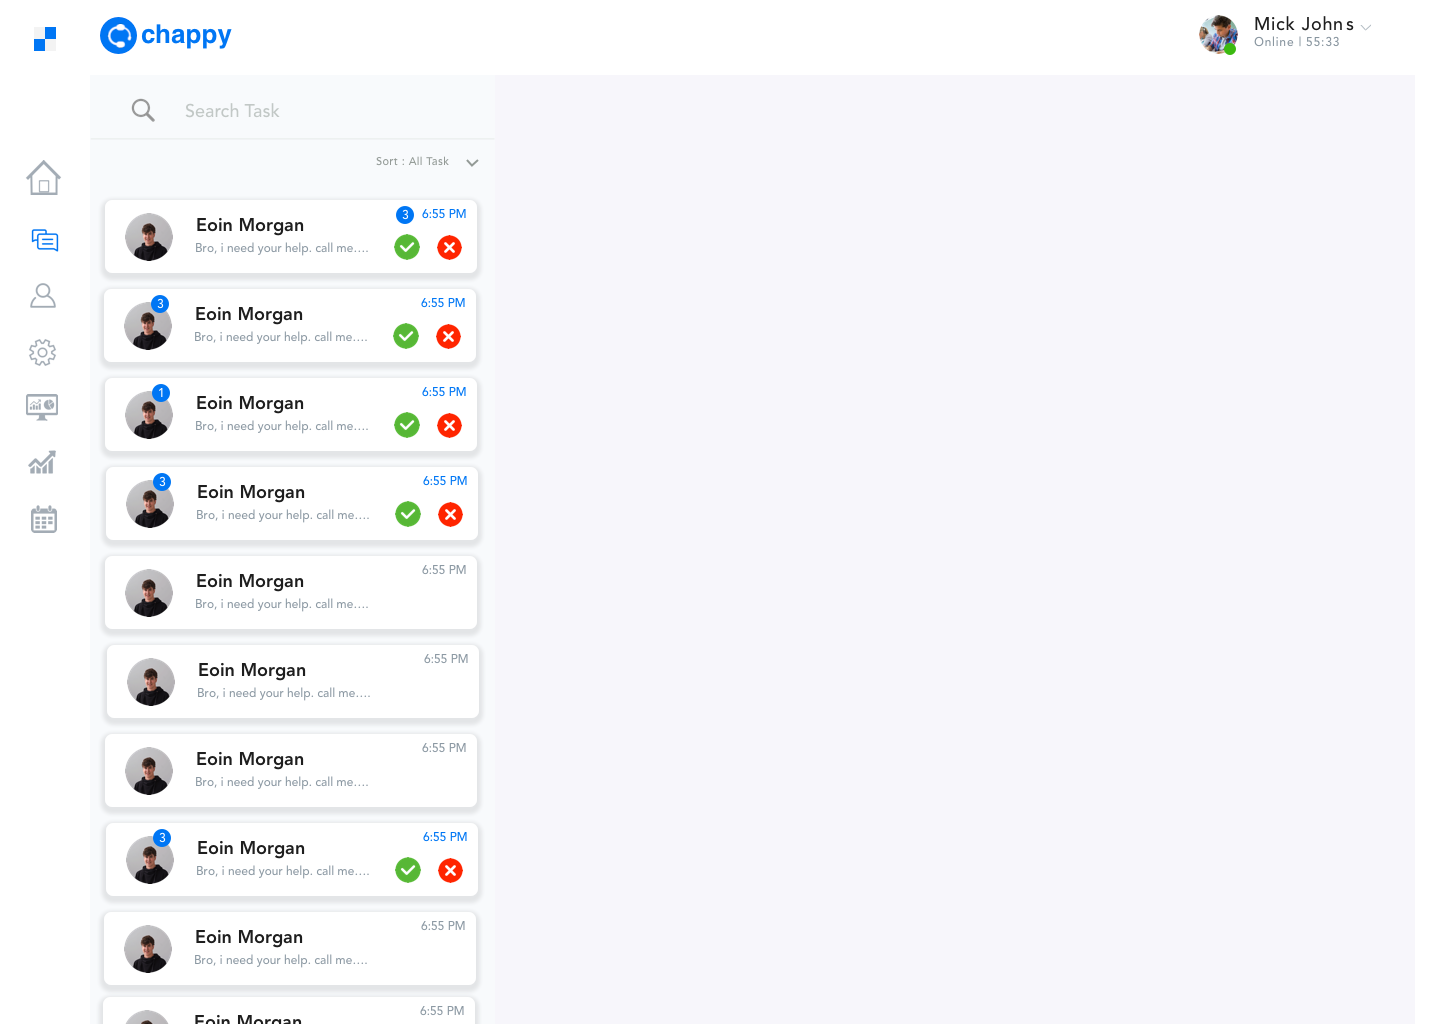 chappy
Mick Johns
Online | 55:33
Search Task
Sort : All Task
3 6:55 PM
Eoin Morgan
Bro, i need your help. call me....
3 6:55 PM
Eoin Morgan
Bro, i need your help. call me....
1 6:55 PM
Eoin Morgan
Bro, i need your help. call me....
3 6:55 PM
Eoin Morgan
Bro, i need your help. call me....
6:55 PM
Eoin Morgan
Bro, i need your help. call me....
6:55 PM
Eoin Morgan
Bro, i need your help. call me....
6:55 PM
Eoin Morgan
Bro, i need your help. call me....
3 6:55 PM
Eoin Morgan
Bro, i need your help. call me....
6:55 PM
Eoin Morgan
Bro, i need your help. call me....
6:55 PM
Eoin Morgan